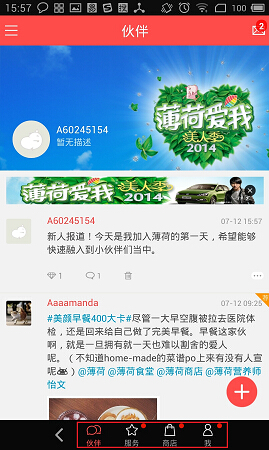 15:57
伙伴
2
薄荷爱我
美人季
2014
A60245154
暂无描述
薄荷爱我
美人季
2014
A60245154
07-12 15:57
新人报道！今天是我加入薄荷的第一天，希望能够
快速融入到小伙伴们当中。
1
1
Aaaamanda
07-12 09:25
#美颜早餐400大卡#尽管一大早空腹被拉去医院体
检，还是回来给自己做了完美早餐。早餐这家伙
啊，就是一旦拥有就一天也难以割舍的爱人
呢。（不知道home-made的菜谱po上来有没有人宣
呢）@薄荷 @薄荷食堂 @薄荷商店 @薄荷营养师
怡文
伙伴
服务
商店
我